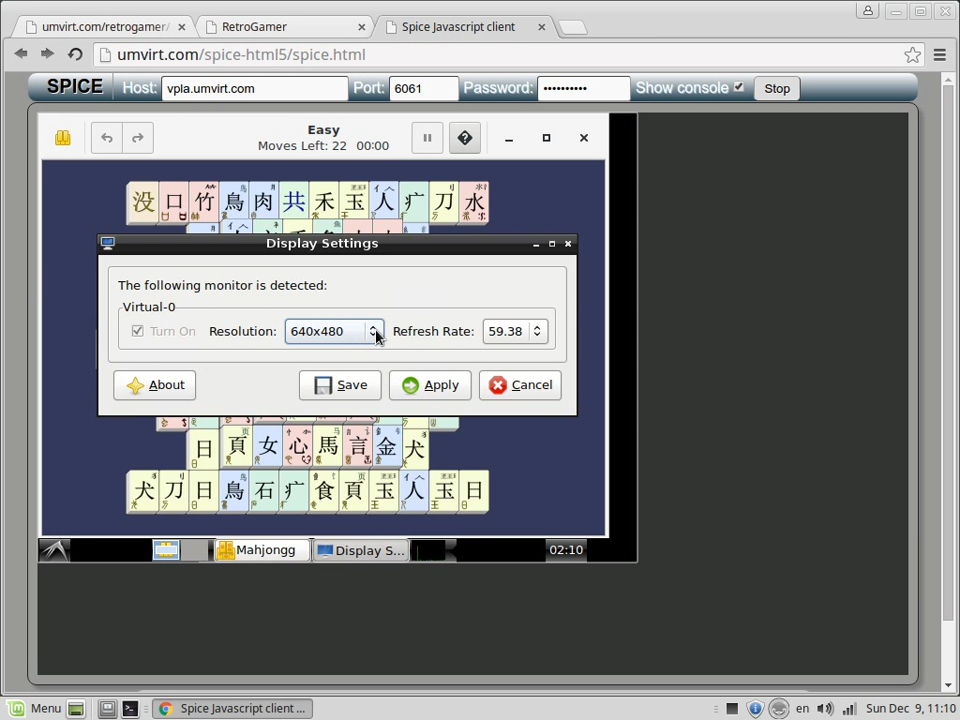 umvirt.com/retrogamer/
RetroGamer
Spice Javascript client
umvirt.com/spice-html5/spice.html
SPICE Host: vpla.umvirt.com Port: 6061 Password: •••••••••• Show console Stop
Easy
Moves Left: 22 00:00
没 口 竹 鳥 肉 共 禾 玉 人 疒 刀 水
Display Settings
The following monitor is detected:
Virtual-0
Turn On Resolution: 640x480 Refresh Rate: 59.38
About Save Apply Cancel
日 頁 女 心 馬 言 金 犬
犬 刀 日 鳥 石 疒 食 頁 玉 人 玉 日
Mahjongg Display S... 02:10
Menu Spice Javascript client ... en Sun Dec 9, 11:10